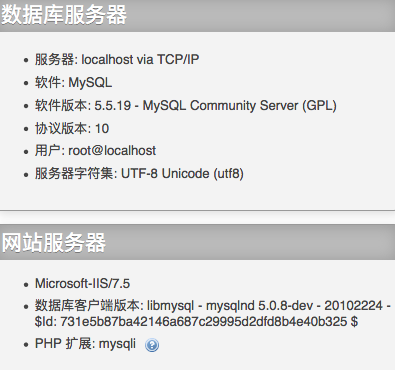 数据库服务器
服务器: localhost via TCP/IP
软件: MySQL
软件版本: 5.5.19 - MySQL Community Server (GPL)
协议版本: 10
用户: root@localhost
服务器字符集: UTF-8 Unicode (utf8)
网站服务器
Microsoft-IIS/7.5
数据库客户端版本: libmysql - mysqlnd 5.0.8-dev - 20102224 -
$Id: 731e5b87ba42146a687c29995d2dfd8b4e40b325 $
PHP 扩展: mysqli